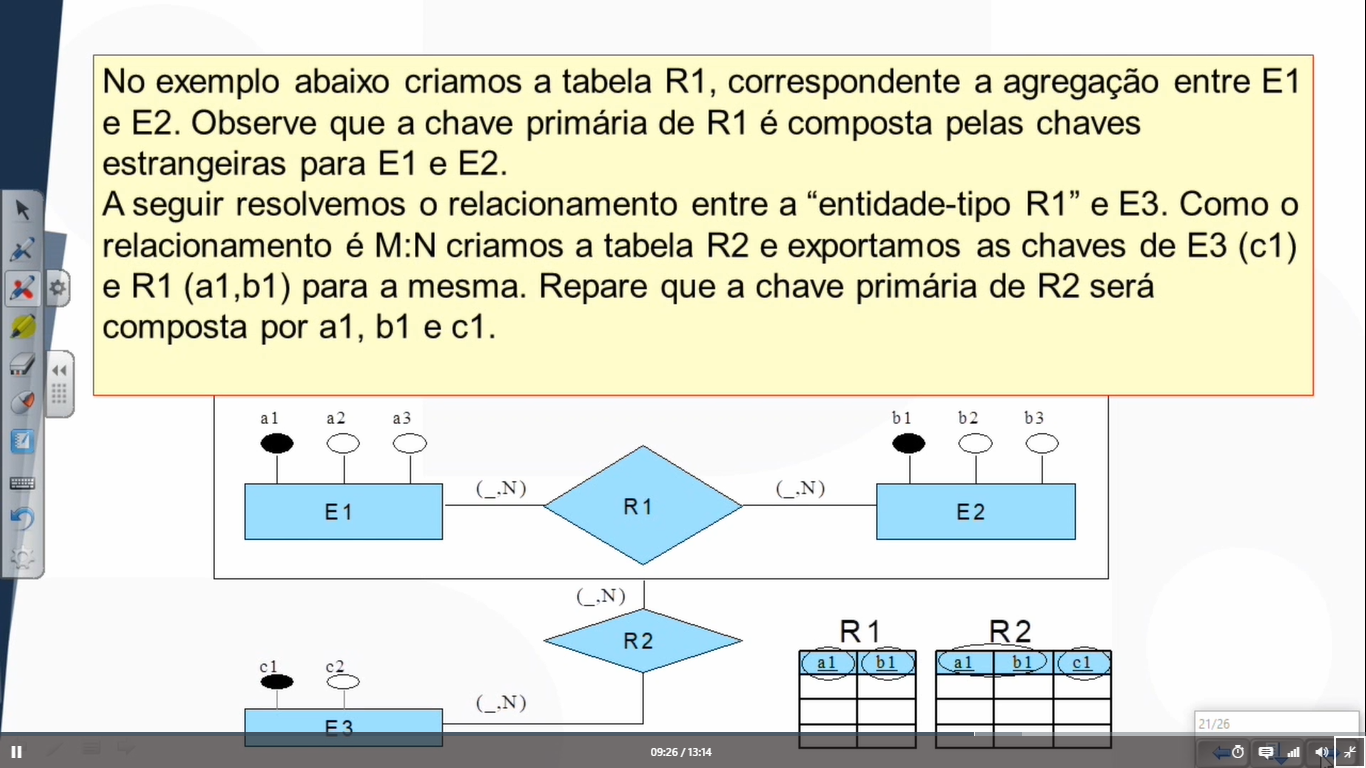 No exemplo abaixo criamos a tabela R1, correspondente a agregação entre E1
e E2. Observe que a chave primária de R1 é composta pelas chaves
estrangeiras para E1 e E2.
A seguir resolvemos o relacionamento entre a “entidade-tipo R1” e E3. Como o
relacionamento é M:N criamos a tabela R2 e exportamos as chaves de E3 (c1)
e R1 (a1,b1) para a mesma. Repare que a chave primária de R2 será
composta por a1, b1 e c1.
a1 a2 a3 b1 b2 b3
(_,N) (_,N)
E1 R1 E2
(_,N)
R1 R2
R2
a1 b1 a1 b1 c1
c1 c2
(_,N)
E3
21/26
09:26 / 13:14